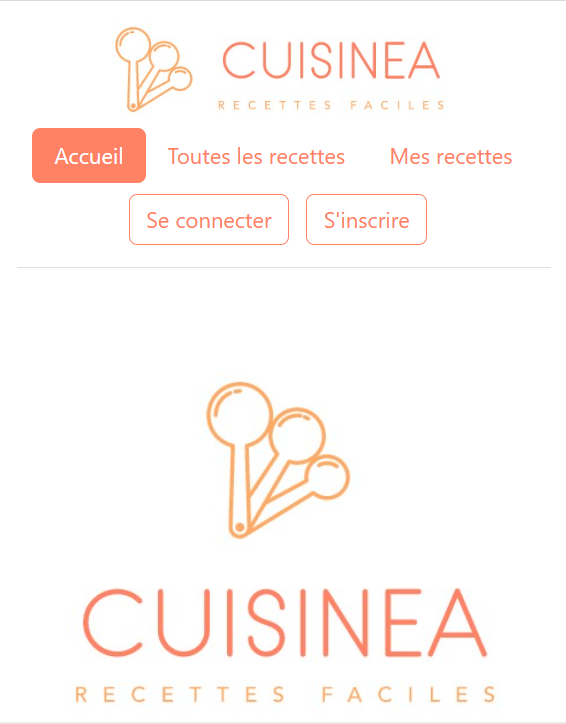 CUISINEA
RECETTES FACILES
Accueil Toutes les recettes Mes recettes
Se connecter S'inscrire
CUISINEA
RECETTES FACILES